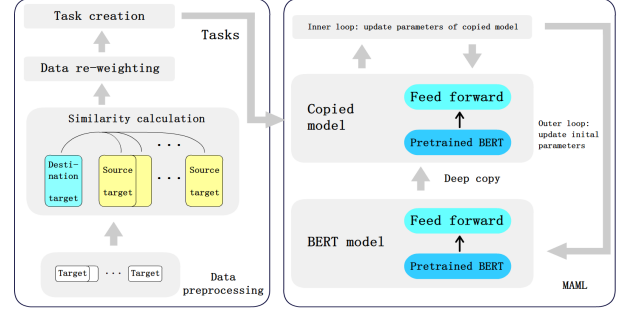 Task creation
Tasks
Data re-weighting
Similarity calculation
. . .
Desti-
nation
target
Source
target
. . .
Source
target
Target
. . .
Target
Data
preprocessing
Inner loop: update parameters of copied model
Copied
model
Feed forward
Pretrained BERT
Outer loop:
update inital
parameters
Deep copy
BERT model
Feed forward
Pretrained BERT
MAML